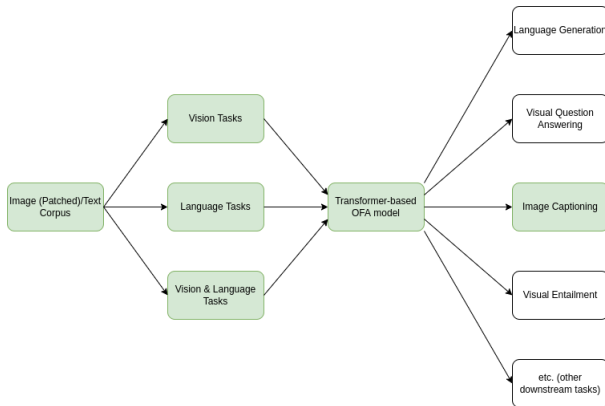 Language Generation
Vision Tasks
Visual Question
Answering
Image (Patched)/Text
Corpus
Language Tasks
Transformer-based
OFA model
Image Captioning
Vision & Language
Tasks
Visual Entailment
etc. (other
downstream tasks)